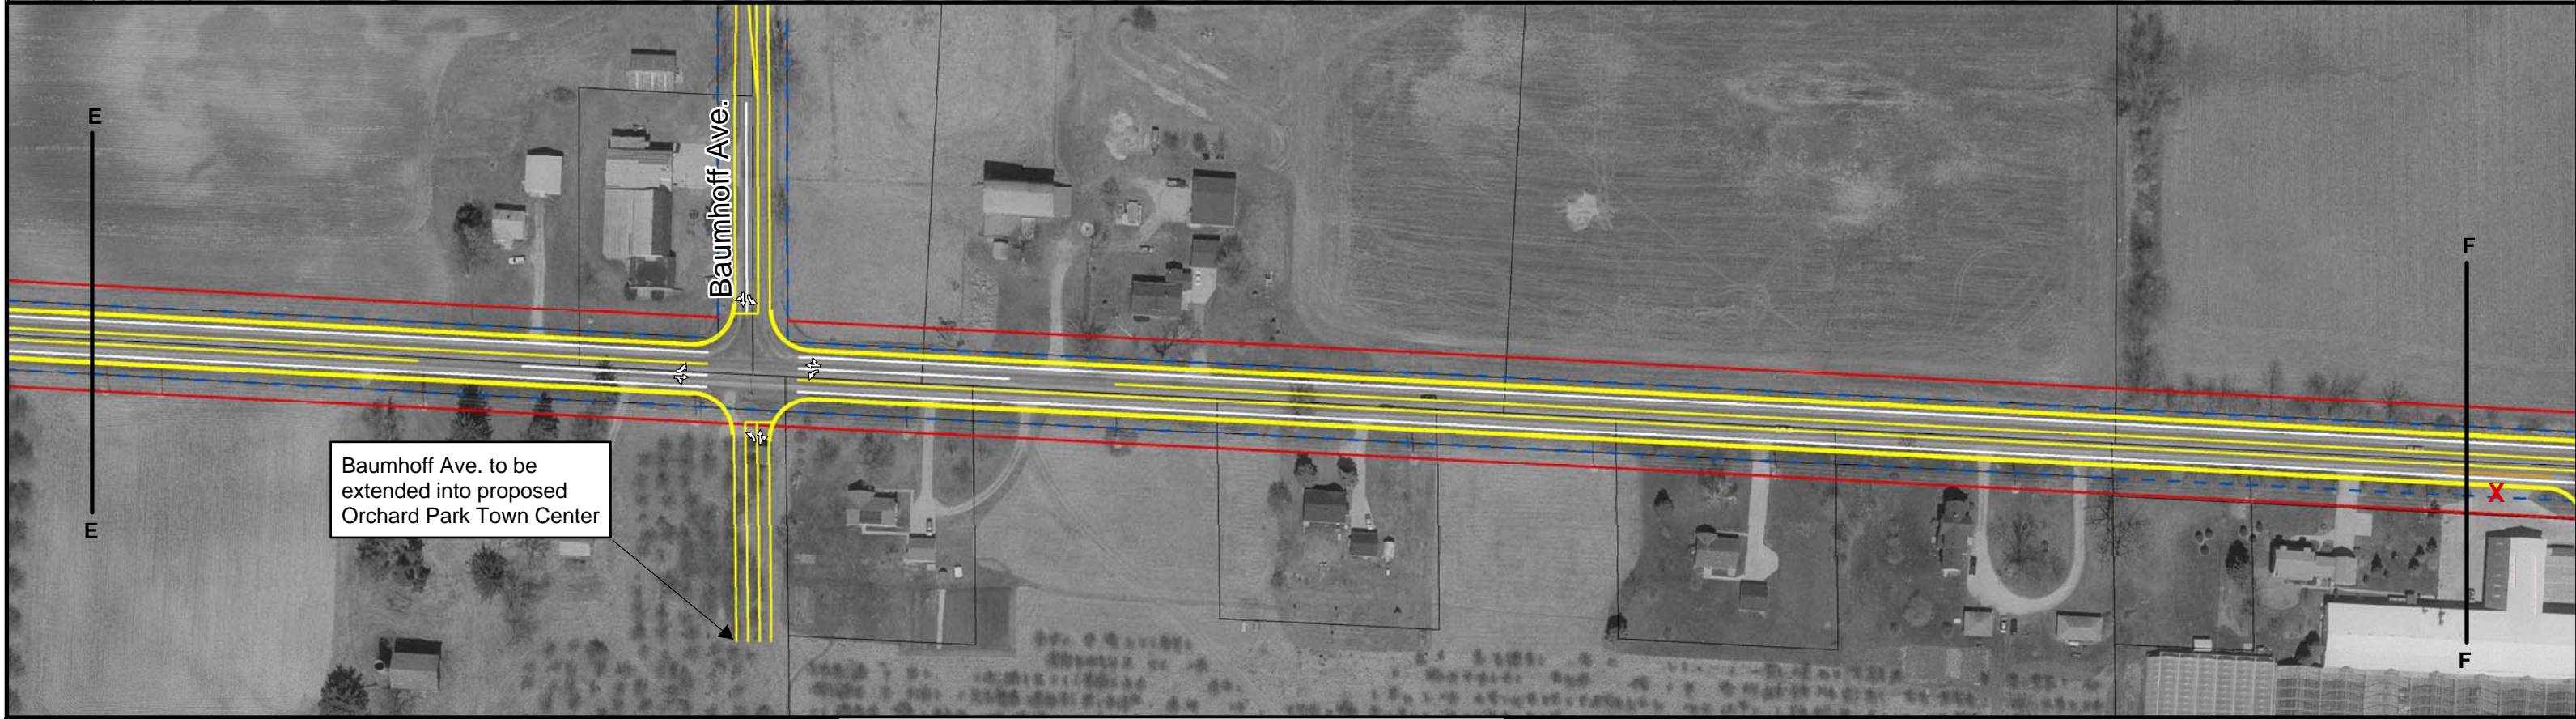 E
Baumhoff Ave.
F
Baumhoff Ave. to be
extended into proposed
Orchard Park Town Center
X
E
F